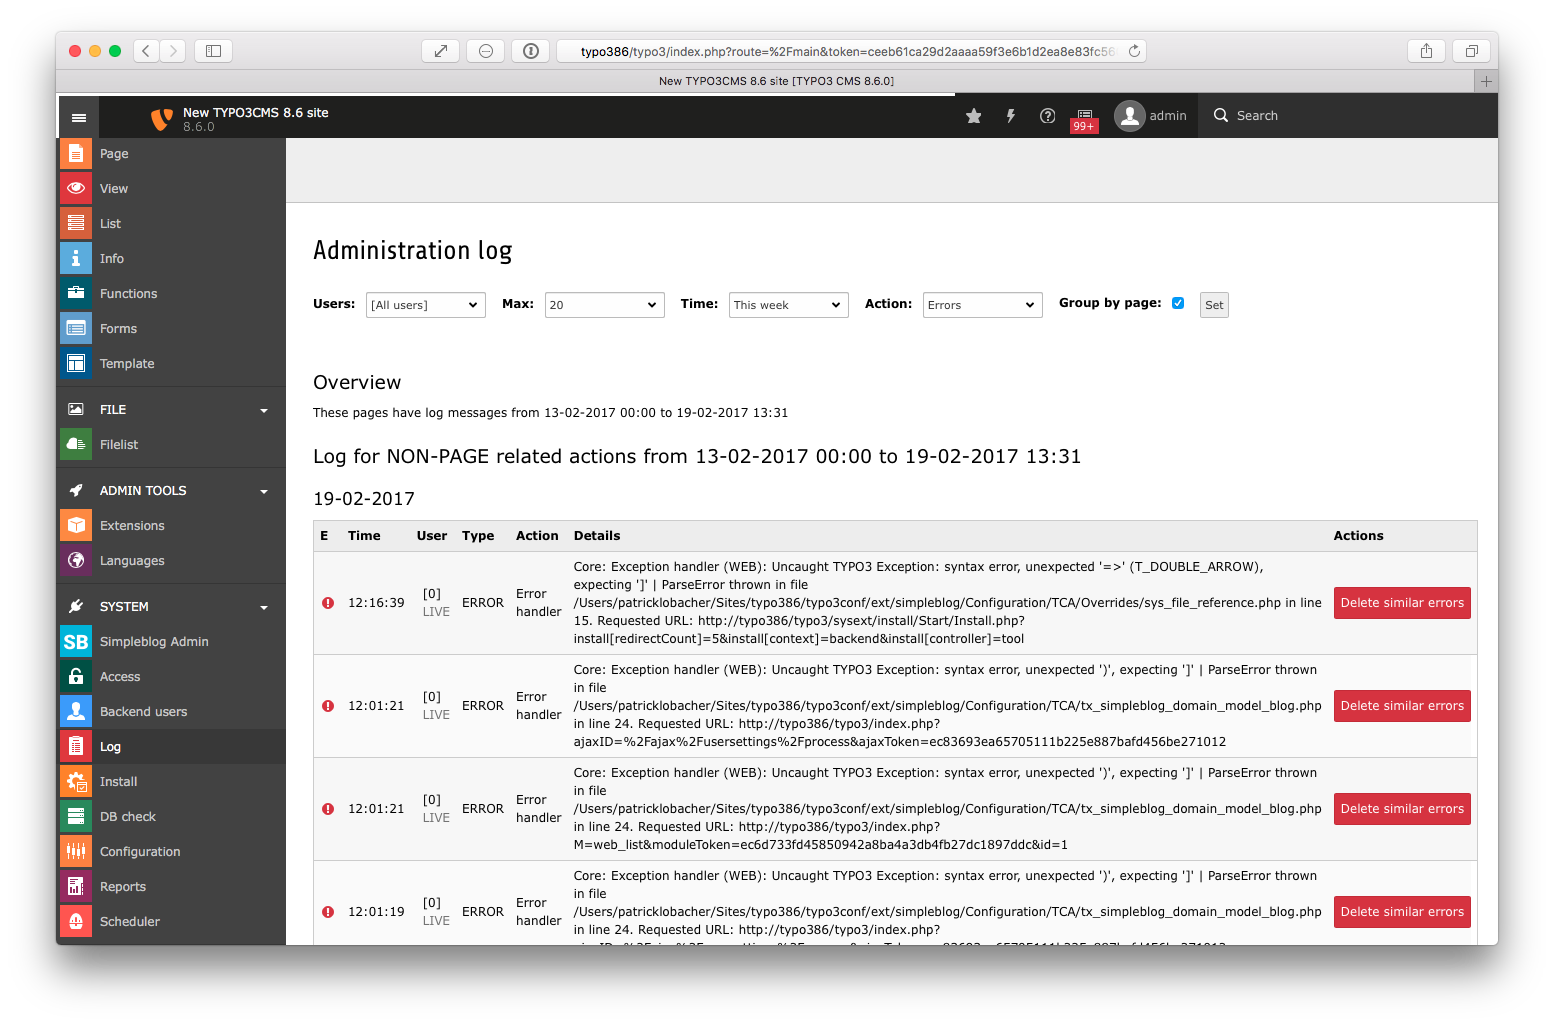 typo386/typo3/index.php?route=%2Fmain&token=ceeb61ca29d2aaaa59f3e6b1d2ea8e83fc56
New TYPO3CMS 8.6 site [TYPO3 CMS 8.6.0]
New TYPO3CMS 8.6 site
8.6.0
99+
admin
Search
Page
View
List
Info
Functions
Forms
Template
FILE
Filelist
ADMIN TOOLS
Extensions
Languages
SYSTEM
SB Simpleblog Admin
Access
Backend users
Log
Install
DB check
Configuration
Reports
Scheduler
Administration log
Users: [All users] Max: 20 Time: This week Action: Errors Group by page: Set
Overview
These pages have log messages from 13-02-2017 00:00 to 19-02-2017 13:31
Log for NON-PAGE related actions from 13-02-2017 00:00 to 19-02-2017 13:31
19-02-2017
E Time User Type Action Details Actions
12:16:39
[0]
LIVE
ERROR
Error
handler
Core: Exception handler (WEB): Uncaught TYPO3 Exception: syntax error, unexpected '=>' (T_DOUBLE_ARROW),
expecting ']' | ParseError thrown in file
/Users/patricklobacher/Sites/typo386/typo3conf/ext/simpleblog/Configuration/TCA/Overrides/sys_file_reference.php in line
15. Requested URL: http://typo386/typo3/sysext/install/Start/Install.php?
install[redirectCount]=5&install[context]=backend&install[controller]=tool
Delete similar errors
12:01:21
[0]
LIVE
ERROR
Error
handler
Core: Exception handler (WEB): Uncaught TYPO3 Exception: syntax error, unexpected ')', expecting ']' | ParseError thrown
in file
/Users/patricklobacher/Sites/typo386/typo3conf/ext/simpleblog/Configuration/TCA/tx_simpleblog_domain_model_blog.php
in line 24. Requested URL: http://typo386/typo3/index.php?
ajaxID=%2Fajax%2Fusersettings%2Fprocess&ajaxToken=ec83693ea65705111b225e887bafd456be271012
Delete similar errors
12:01:21
[0]
LIVE
ERROR
Error
handler
Core: Exception handler (WEB): Uncaught TYPO3 Exception: syntax error, unexpected ')', expecting ']' | ParseError thrown
in file
/Users/patricklobacher/Sites/typo386/typo3conf/ext/simpleblog/Configuration/TCA/tx_simpleblog_domain_model_blog.php
in line 24. Requested URL: http://typo386/typo3/index.php?
M=web_list&moduleToken=ec6d733fd45850942a8ba4a3db4fb27dc1897ddc&id=1
Delete similar errors
12:01:19
[0]
LIVE
ERROR
Error
handler
Core: Exception handler (WEB): Uncaught TYPO3 Exception: syntax error, unexpected ')', expecting ']' | ParseError thrown
in file
/Users/patricklobacher/Sites/typo386/typo3conf/ext/simpleblog/Configuration/TCA/tx_simpleblog_domain_model_blog.php
in line 24. Requested URL: http://typo386/typo3/index.php?
Delete similar errors